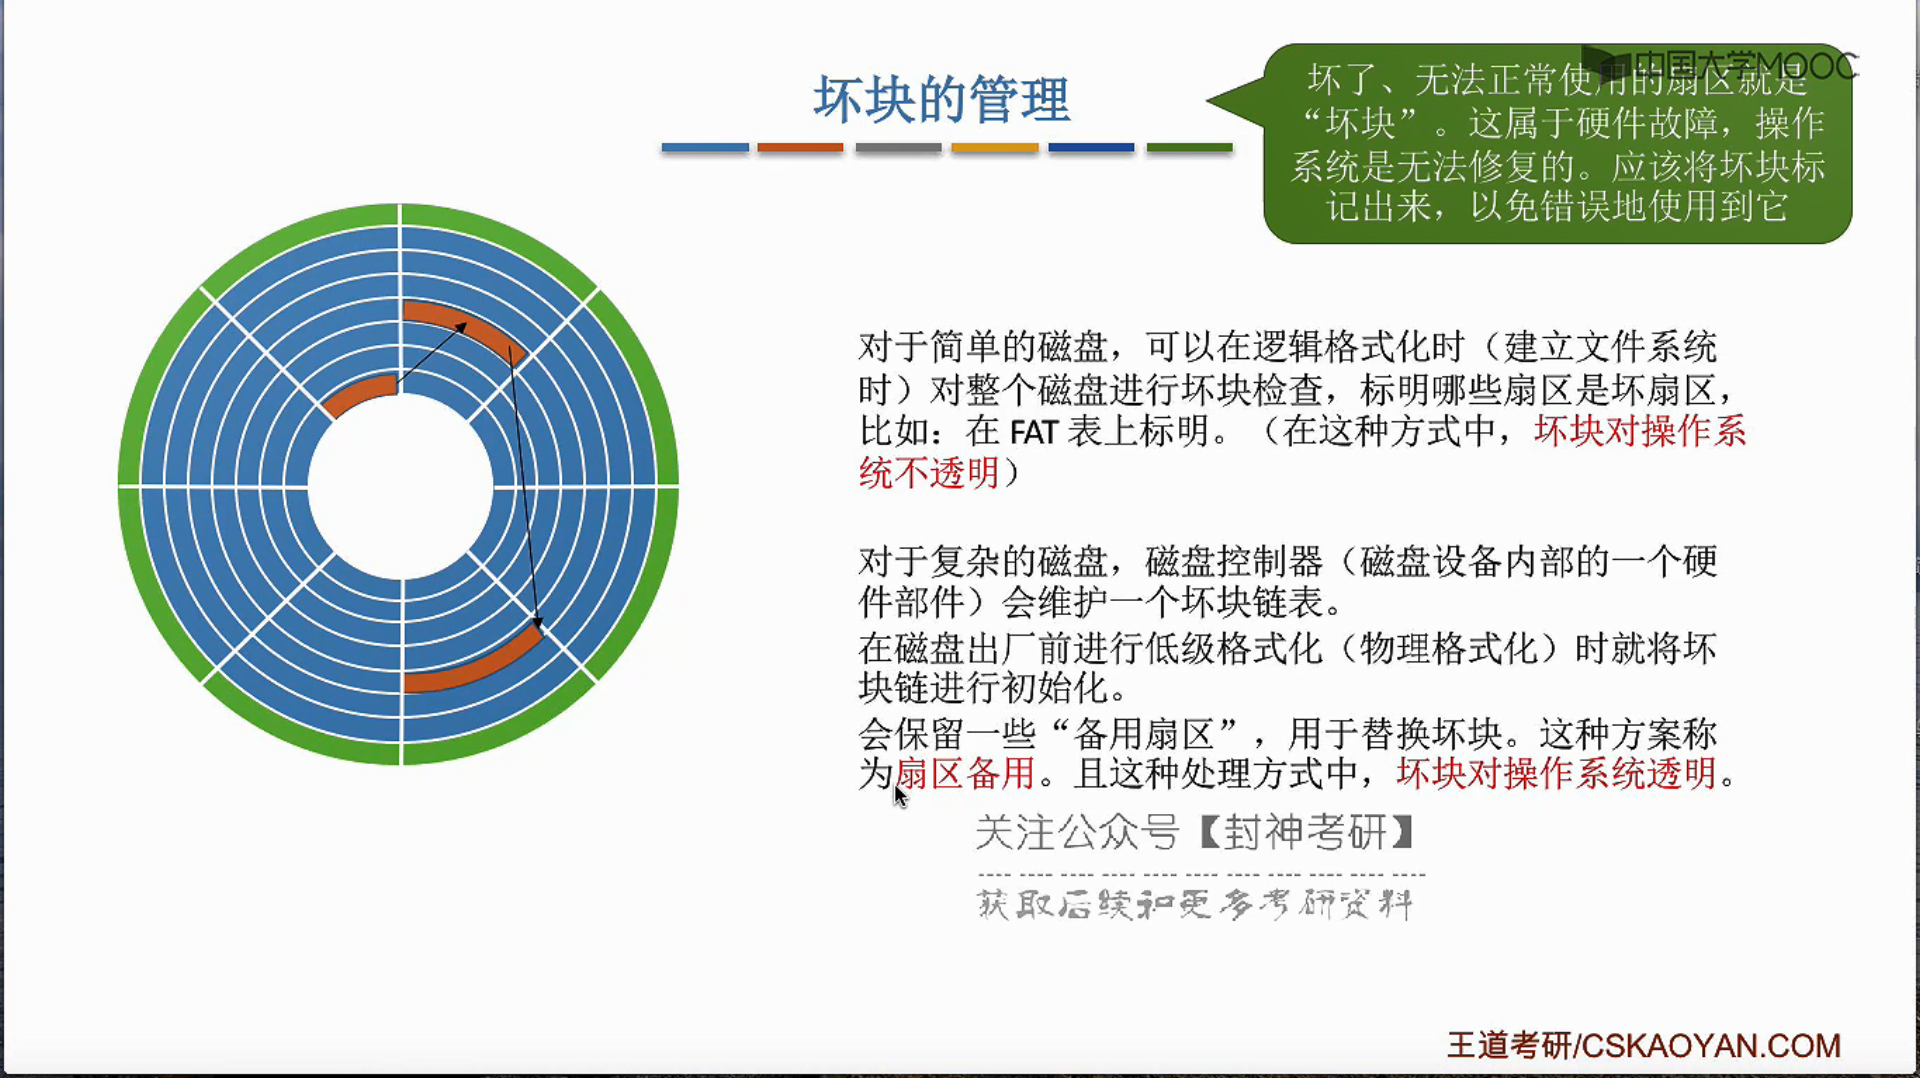 坏块的管理
中国大学MOOC
坏了、无法正常使用的扇区就是
“坏块”。这属于硬件故障，操作
系统是无法修复的。应该将坏块标
记出来，以免错误地使用到它
对于简单的磁盘，可以在逻辑格式化时（建立文件系统
时）对整个磁盘进行坏块检查，标明哪些扇区是坏扇区，
比如：在 FAT 表上标明。（在这种方式中，坏块对操作系
统不透明）
对于复杂的磁盘，磁盘控制器（磁盘设备内部的一个硬
件部件）会维护一个坏块链表。
在磁盘出厂前进行低级格式化（物理格式化）时就将坏
块链进行初始化。
会保留一些“备用扇区”，用于替换坏块。这种方案称
为扇区备用。且这种处理方式中，坏块对操作系统透明。
关注公众号【封神考研】
获取后续和更多考研资料
王道考研/CSKAOYAN.COM